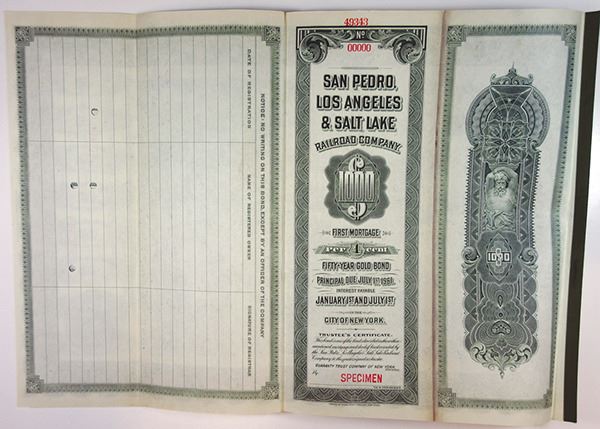 DATE OF REGISTRATION
NAME OF REGISTERED OWNER
SIGNATURE OF REGISTRAR
NOTICE: NO WRITING ON THIS BOND, EXCEPT BY AN OFFICER OF THE COMPANY
49343
No
00000
SAN PEDRO,
LOS ANGELES
& SALT LAKE
RAILROAD COMPANY.
$1000
FIRST MORTGAGE
Per 4 cent.
FIFTY-YEAR GOLD BOND
PRINCIPAL DUE JULY 1ST 1961.
INTEREST PAYABLE
JANUARY 1ST AND JULY 1ST
IN THE
CITY OF NEW YORK.
TRUSTEE'S CERTIFICATE.
GUARANTY TRUST COMPANY OF NEW YORK,
By
SPECIMEN
1000